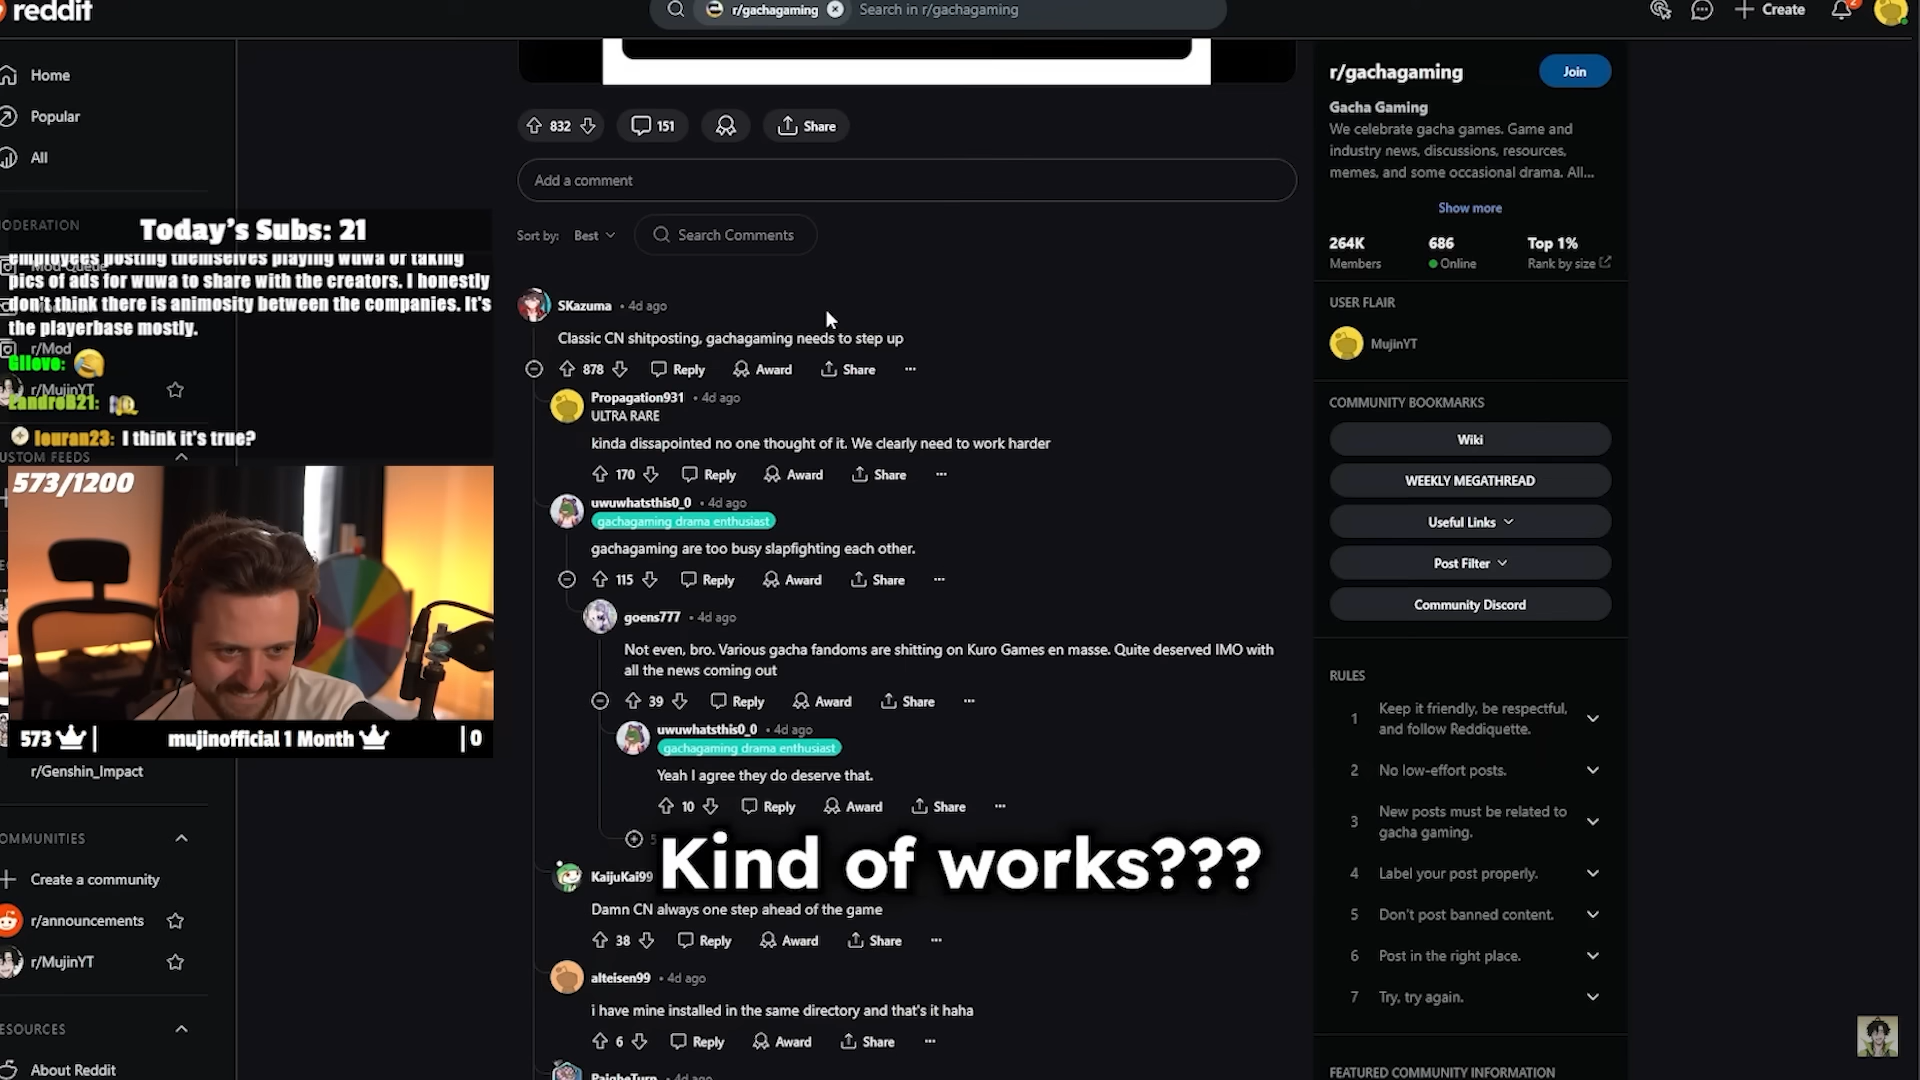 reddit
r/gachagaming
Search in r/gachagaming
Create
2
Home
Popular
All
MODERATION
Mod Queue
r/Mod
r/MujinYT
CUSTOM FEEDS
Today's Subs: 21
employees posting themselves playing wuwa or taking
pics of ads for wuwa to share with the creators. I honestly
don't think there is animosity between the companies. It's
the playerbase mostly.
Gllove:
LandroB21:
louran23: I think it's true?
573/1200
573
mujinofficial 1 Month
0
r/Genshin_Impact
COMMUNITIES
Create a community
r/announcements
r/MujinYT
RESOURCES
About Reddit
832
151
Share
Add a comment
Sort by: Best
Search Comments
SKazuma • 4d ago
Classic CN shitposting, gachagaming needs to step up
878 Reply Award Share
Propagation931 • 4d ago
ULTRA RARE
kinda dissapointed no one thought of it. We clearly need to work harder
170 Reply Award Share
uwuwhatsthis0_0 • 4d ago
gachagaming drama enthusiast
gachagaming are too busy slapfighting each other.
115 Reply Award Share
goens777 • 4d ago
Not even, bro. Various gacha fandoms are shitting on Kuro Games en masse. Quite deserved IMO with
all the news coming out
39 Reply Award Share
uwuwhatsthis0_0 • 4d ago
gachagaming drama enthusiast
Yeah I agree they do deserve that.
10 Reply Award Share
Kind of works???
KaijuKai99
Damn CN always one step ahead of the game
38 Reply Award Share
alteisen99 • 4d ago
i have mine installed in the same directory and that's it haha
6 Reply Award Share
r/gachagaming
Join
Gacha Gaming
We celebrate gacha games. Game and
industry news, discussions, resources,
memes, and some occasional drama. All...
Show more
264K 686 Top 1%
Members Online Rank by size
USER FLAIR
MujinYT
COMMUNITY BOOKMARKS
Wiki
WEEKLY MEGATHREAD
Useful Links
Post Filter
Community Discord
RULES
1 Keep it friendly, be respectful,
and follow Reddiquette.
2 No low-effort posts.
3 New posts must be related to
gacha gaming.
4 Label your post properly.
5 Don't post banned content.
6 Post in the right place.
7 Try, try again.
FEATURED COMMUNITY INFORMATION